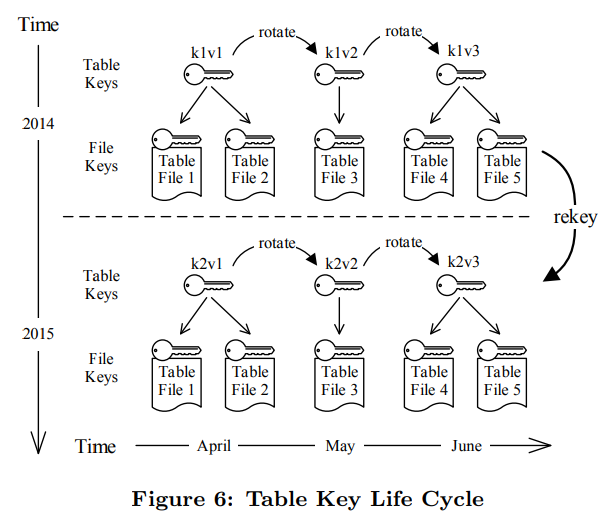 Time
k1v1 rotate k1v2 rotate k1v3
Table
Keys
2014
File
Keys
Table
File 1
Table
File 2
Table
File 3
Table
File 4
Table
File 5
rekey
k2v1 rotate k2v2 rotate k2v3
Table
Keys
2015
File
Keys
Table
File 1
Table
File 2
Table
File 3
Table
File 4
Table
File 5
Time April May June
Figure 6: Table Key Life Cycle